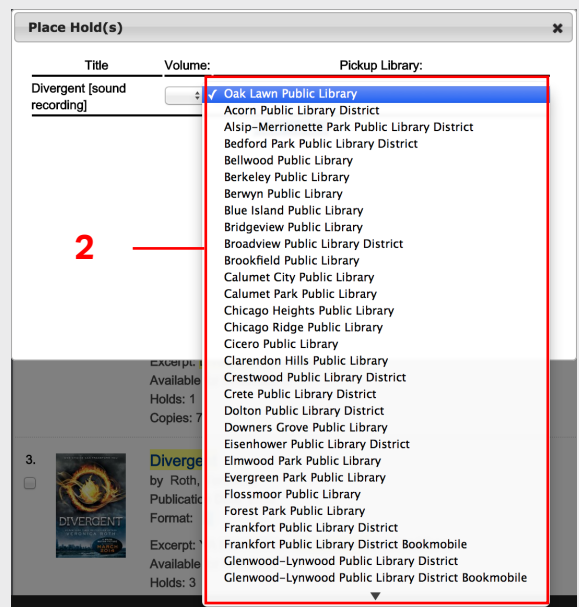 Place Hold(s)
Title Volume: Pickup Library:
Divergent [sound
recording]
Oak Lawn Public Library
Acorn Public Library District
Alsip-Merrionette Park Public Library District
Bedford Park Public Library District
Bellwood Public Library
Berkeley Public Library
Berwyn Public Library
Blue Island Public Library
Bridgeview Public Library
Broadview Public Library District
Brookfield Public Library
Calumet City Public Library
Calumet Park Public Library
Chicago Heights Public Library
Chicago Ridge Public Library
Cicero Public Library
Clarendon Hills Public Library
Crestwood Public Library District
Crete Public Library District
Dolton Public Library District
Downers Grove Public Library
Eisenhower Public Library District
Elmwood Park Public Library
Evergreen Park Public Library
Flossmoor Public Library
Forest Park Public Library
Frankfort Public Library District
Frankfort Public Library District Bookmobile
Glenwood-Lynwood Public Library District
Glenwood-Lynwood Public Library District Bookmobile
2
Excerpt:
Available
Holds: 1
Copies: 7
3.
DIVERGENT
VERONICA ROTH
MARCH
2014
Diverge
by Roth,
Publicatio
Format:
Excerpt: Y
Available
Holds: 3